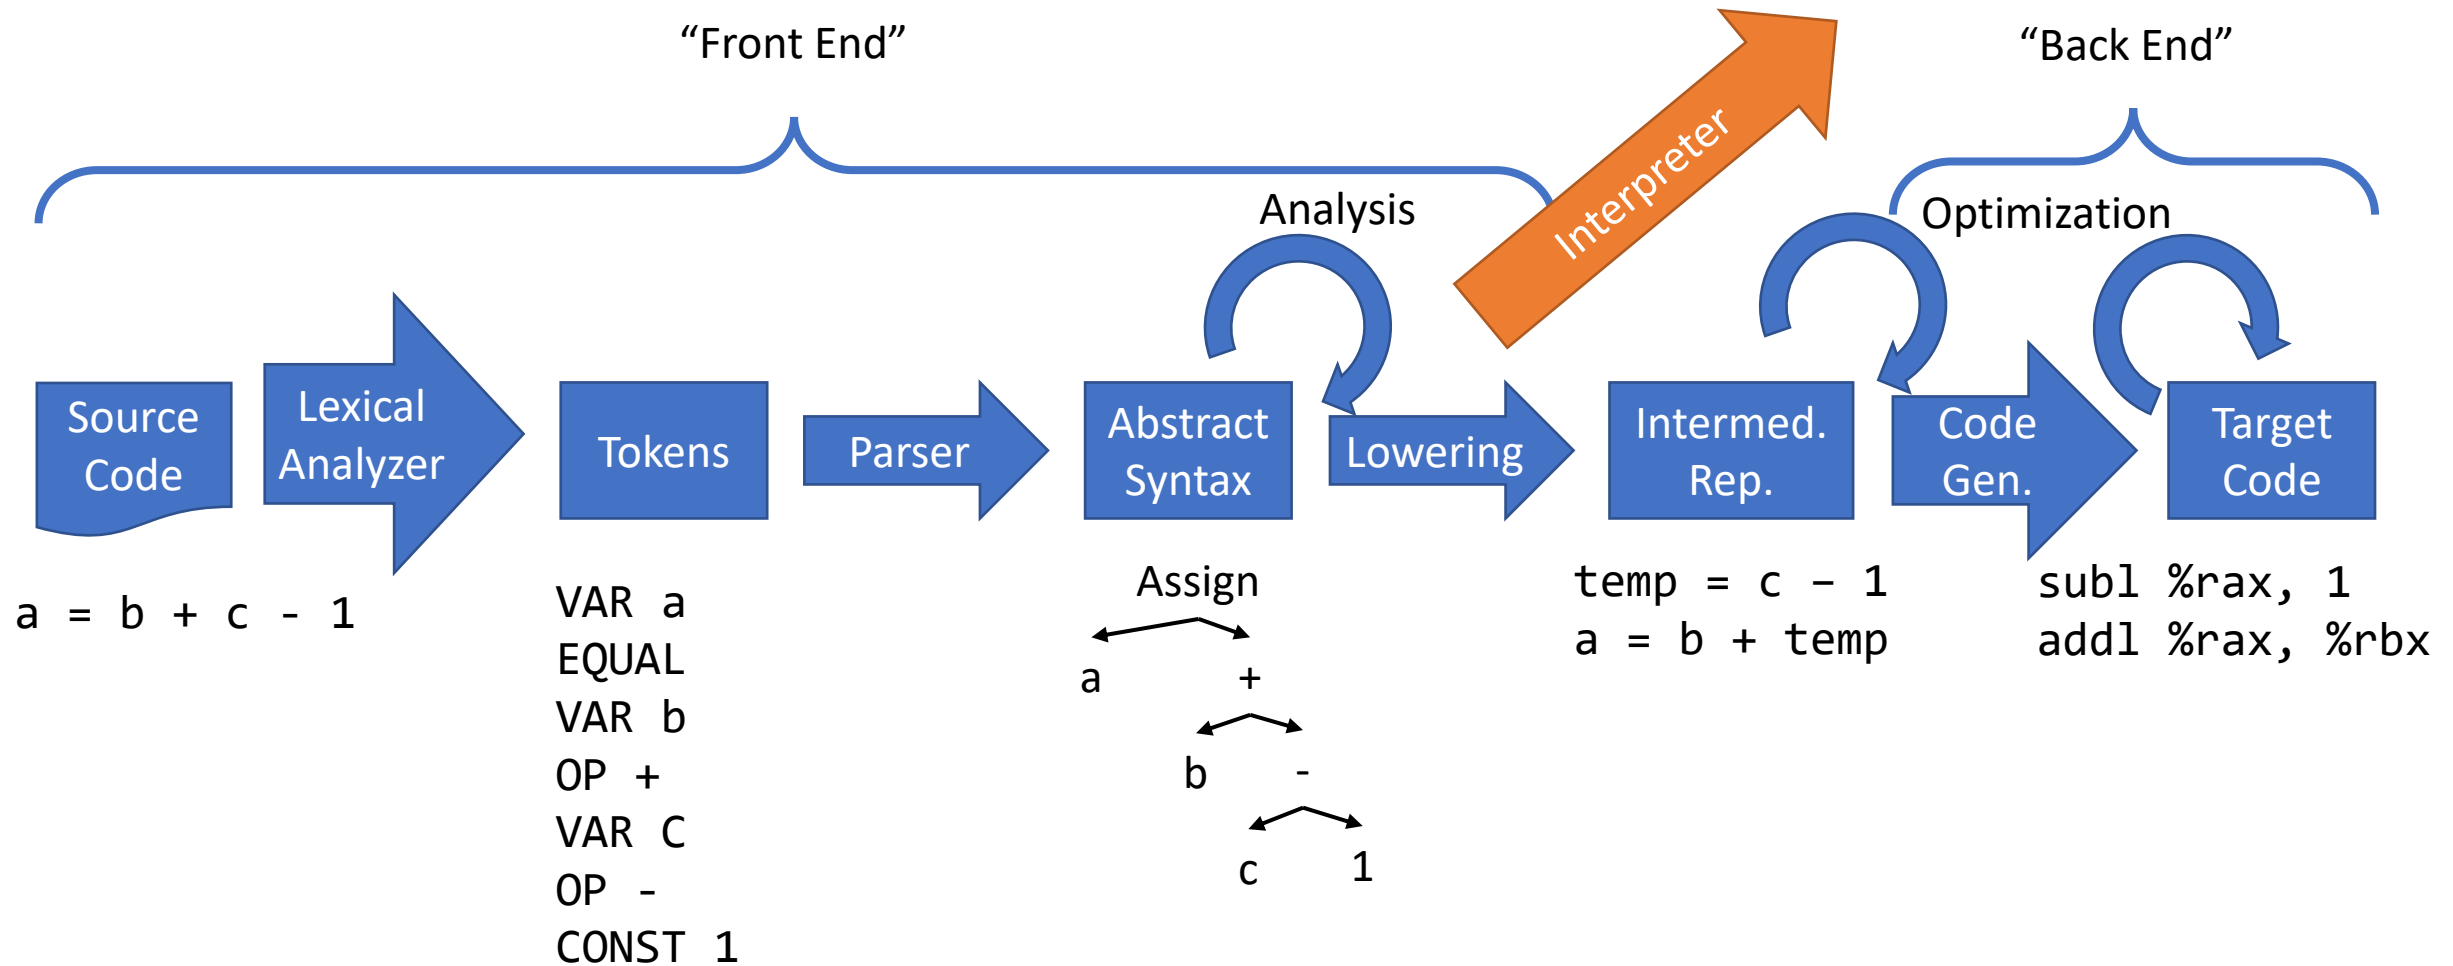 “Front End”
“Back End”
Interpreter
Analysis
Optimization
Source
Code
Lexical
Analyzer
Tokens
Parser
Abstract
Syntax
Lowering
Intermed.
Rep.
Code
Gen.
Target
Code
a = b + c - 1
VAR a
EQUAL
VAR b
OP +
VAR C
OP -
CONST 1
Assign
a +
b -
c 1
temp = c – 1
a = b + temp
subl %rax, 1
addl %rax, %rbx